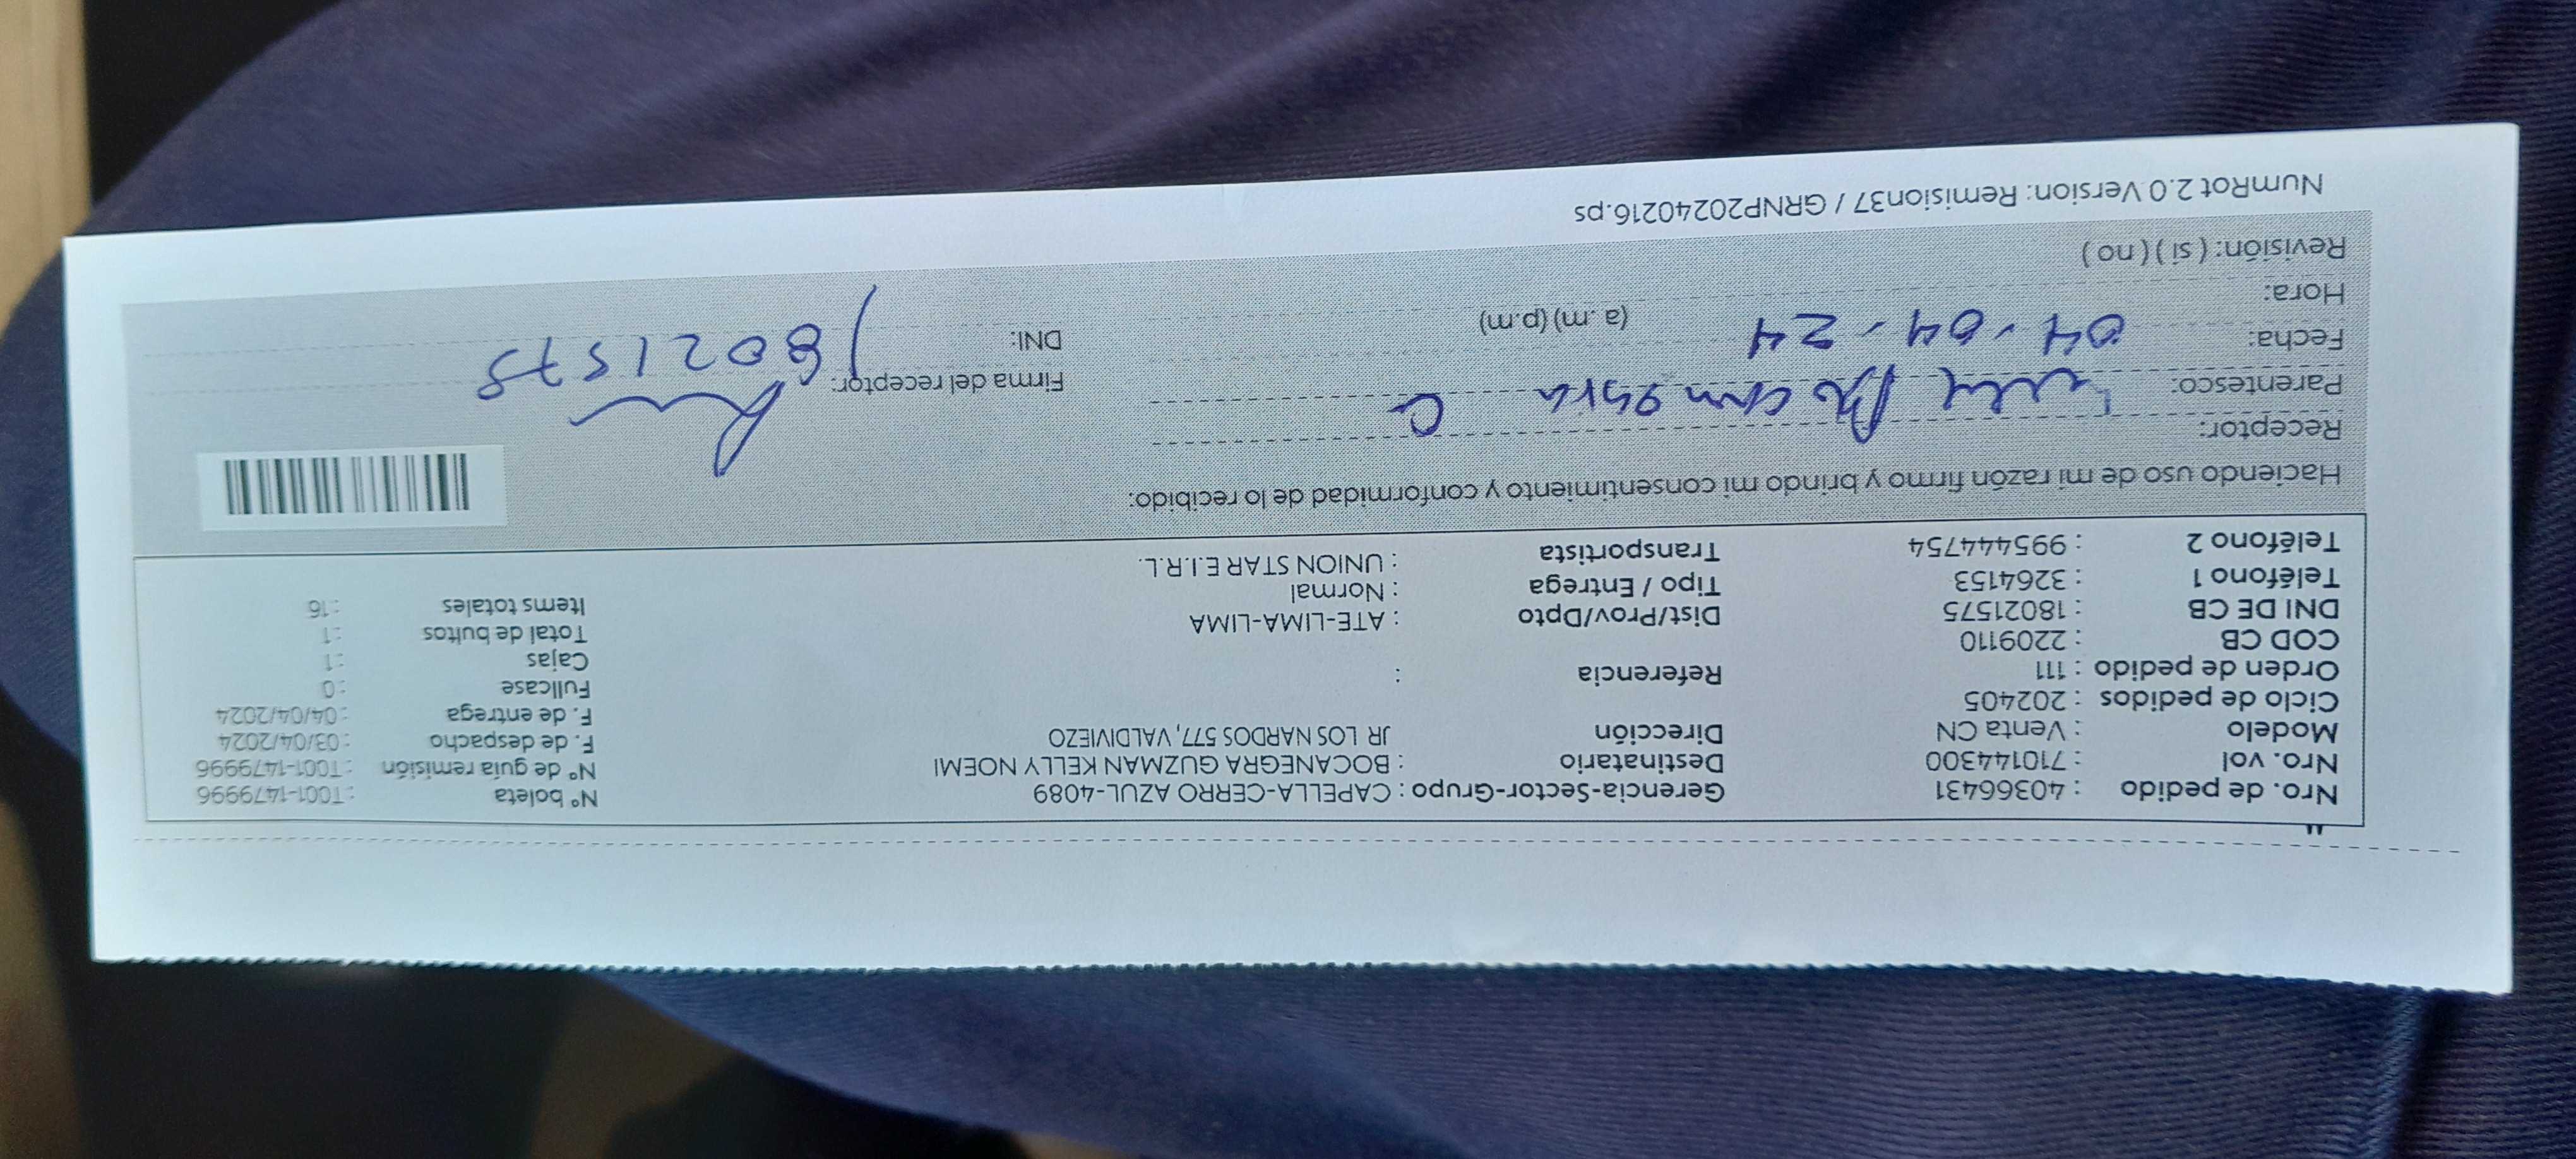 Nro. de pedido : 40366431
Nro. vol : 710144300
Modelo : Venta CN
Ciclo de pedidos : 202405
Orden de pedido : 111
COD CB : 2209110
DNI DE CB : 18021575
Teléfono 1 : 3264153
Teléfono 2 : 995444754
Gerencia-Sector-Grupo : CAPELLA-CERRO AZUL-4089
Destinatario : BOCANEGRA GUZMAN KELLY NOEMI
Dirección JR LOS NARDOS 577, VALDIVIEZO
Referencia :
Dist/Prov/Dpto : ATE-LIMA-LIMA
Tipo / Entrega : Normal
Transportista : UNION STAR E.I.R.L.
N° boleta : T001-1479996
N° de guía remisión : T001-1479996
F. de despacho : 03/04/2024
F. de entrega : 04/04/2024
Fullcase : 0
Cajas : 1
Total de bultos : 1
Items totales : 16
Haciendo uso de mi razón firmo y brindo mi consentimiento y conformidad de lo recibido:
Receptor:
Parentesco:
Fecha: 04-04-24
Hora: (a.m) (p.m)
Revisión: ( si ) ( no )
Firma del receptor:
DNI: 18021575
NumRot 2.0 Version: Remision37 / GRNP20240216.ps